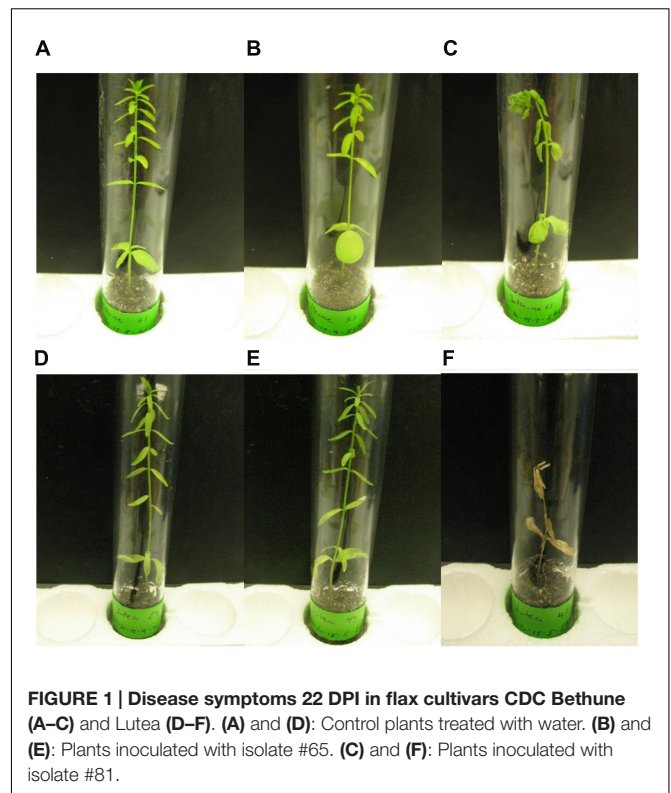 A
B
C
D
E
F
FIGURE 1 | Disease symptoms 22 DPI in flax cultivars CDC Bethune
(A–C) and Lutea (D–F). (A) and (D): Control plants treated with water. (B) and
(E): Plants inoculated with isolate #65. (C) and (F): Plants inoculated with
isolate #81.